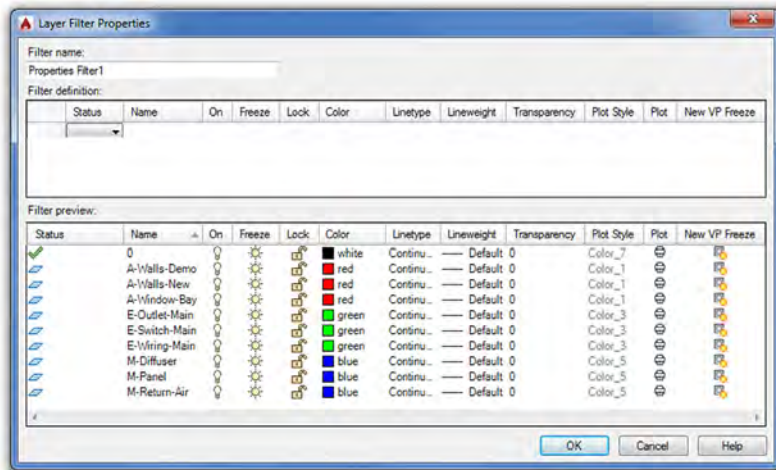 Layer Filter Properties
Filter name:
Properties Filter1
Filter definition:
Status Name On Freeze Lock Color Linetype Lineweight Transparency Plot Style Plot New VP Freeze
Filter preview:
Status Name On Freeze Lock Color Linetype Lineweight Transparency Plot Style Plot New VP Freeze
0 white Continu... Default 0 Color_7
A-Walls-Demo red Continu... Default 0 Color_1
A-Walls-New red Continu... Default 0 Color_1
A-Window-Bay red Continu... Default 0 Color_1
E-Outlet-Main green Continu... Default 0 Color_3
E-Switch-Main green Continu... Default 0 Color_3
E-Wiring-Main green Continu... Default 0 Color_3
M-Diffuser blue Continu... Default 0 Color_5
M-Panel blue Continu... Default 0 Color_5
M-Return-Air blue Continu... Default 0 Color_5
OK Cancel Help